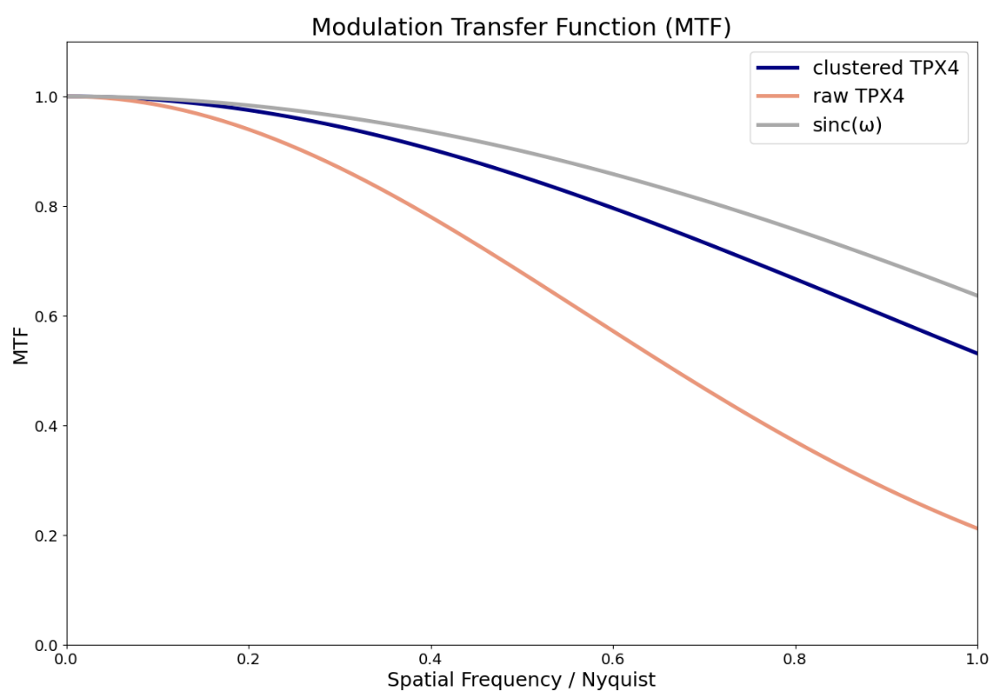 Modulation Transfer Function (MTF)
clustered TPX4
raw TPX4
sinc(ω)
MTF
1.0
0.8
0.6
0.4
0.2
0.0
0.0 0.2 0.4 0.6 0.8 1.0
Spatial Frequency / Nyquist